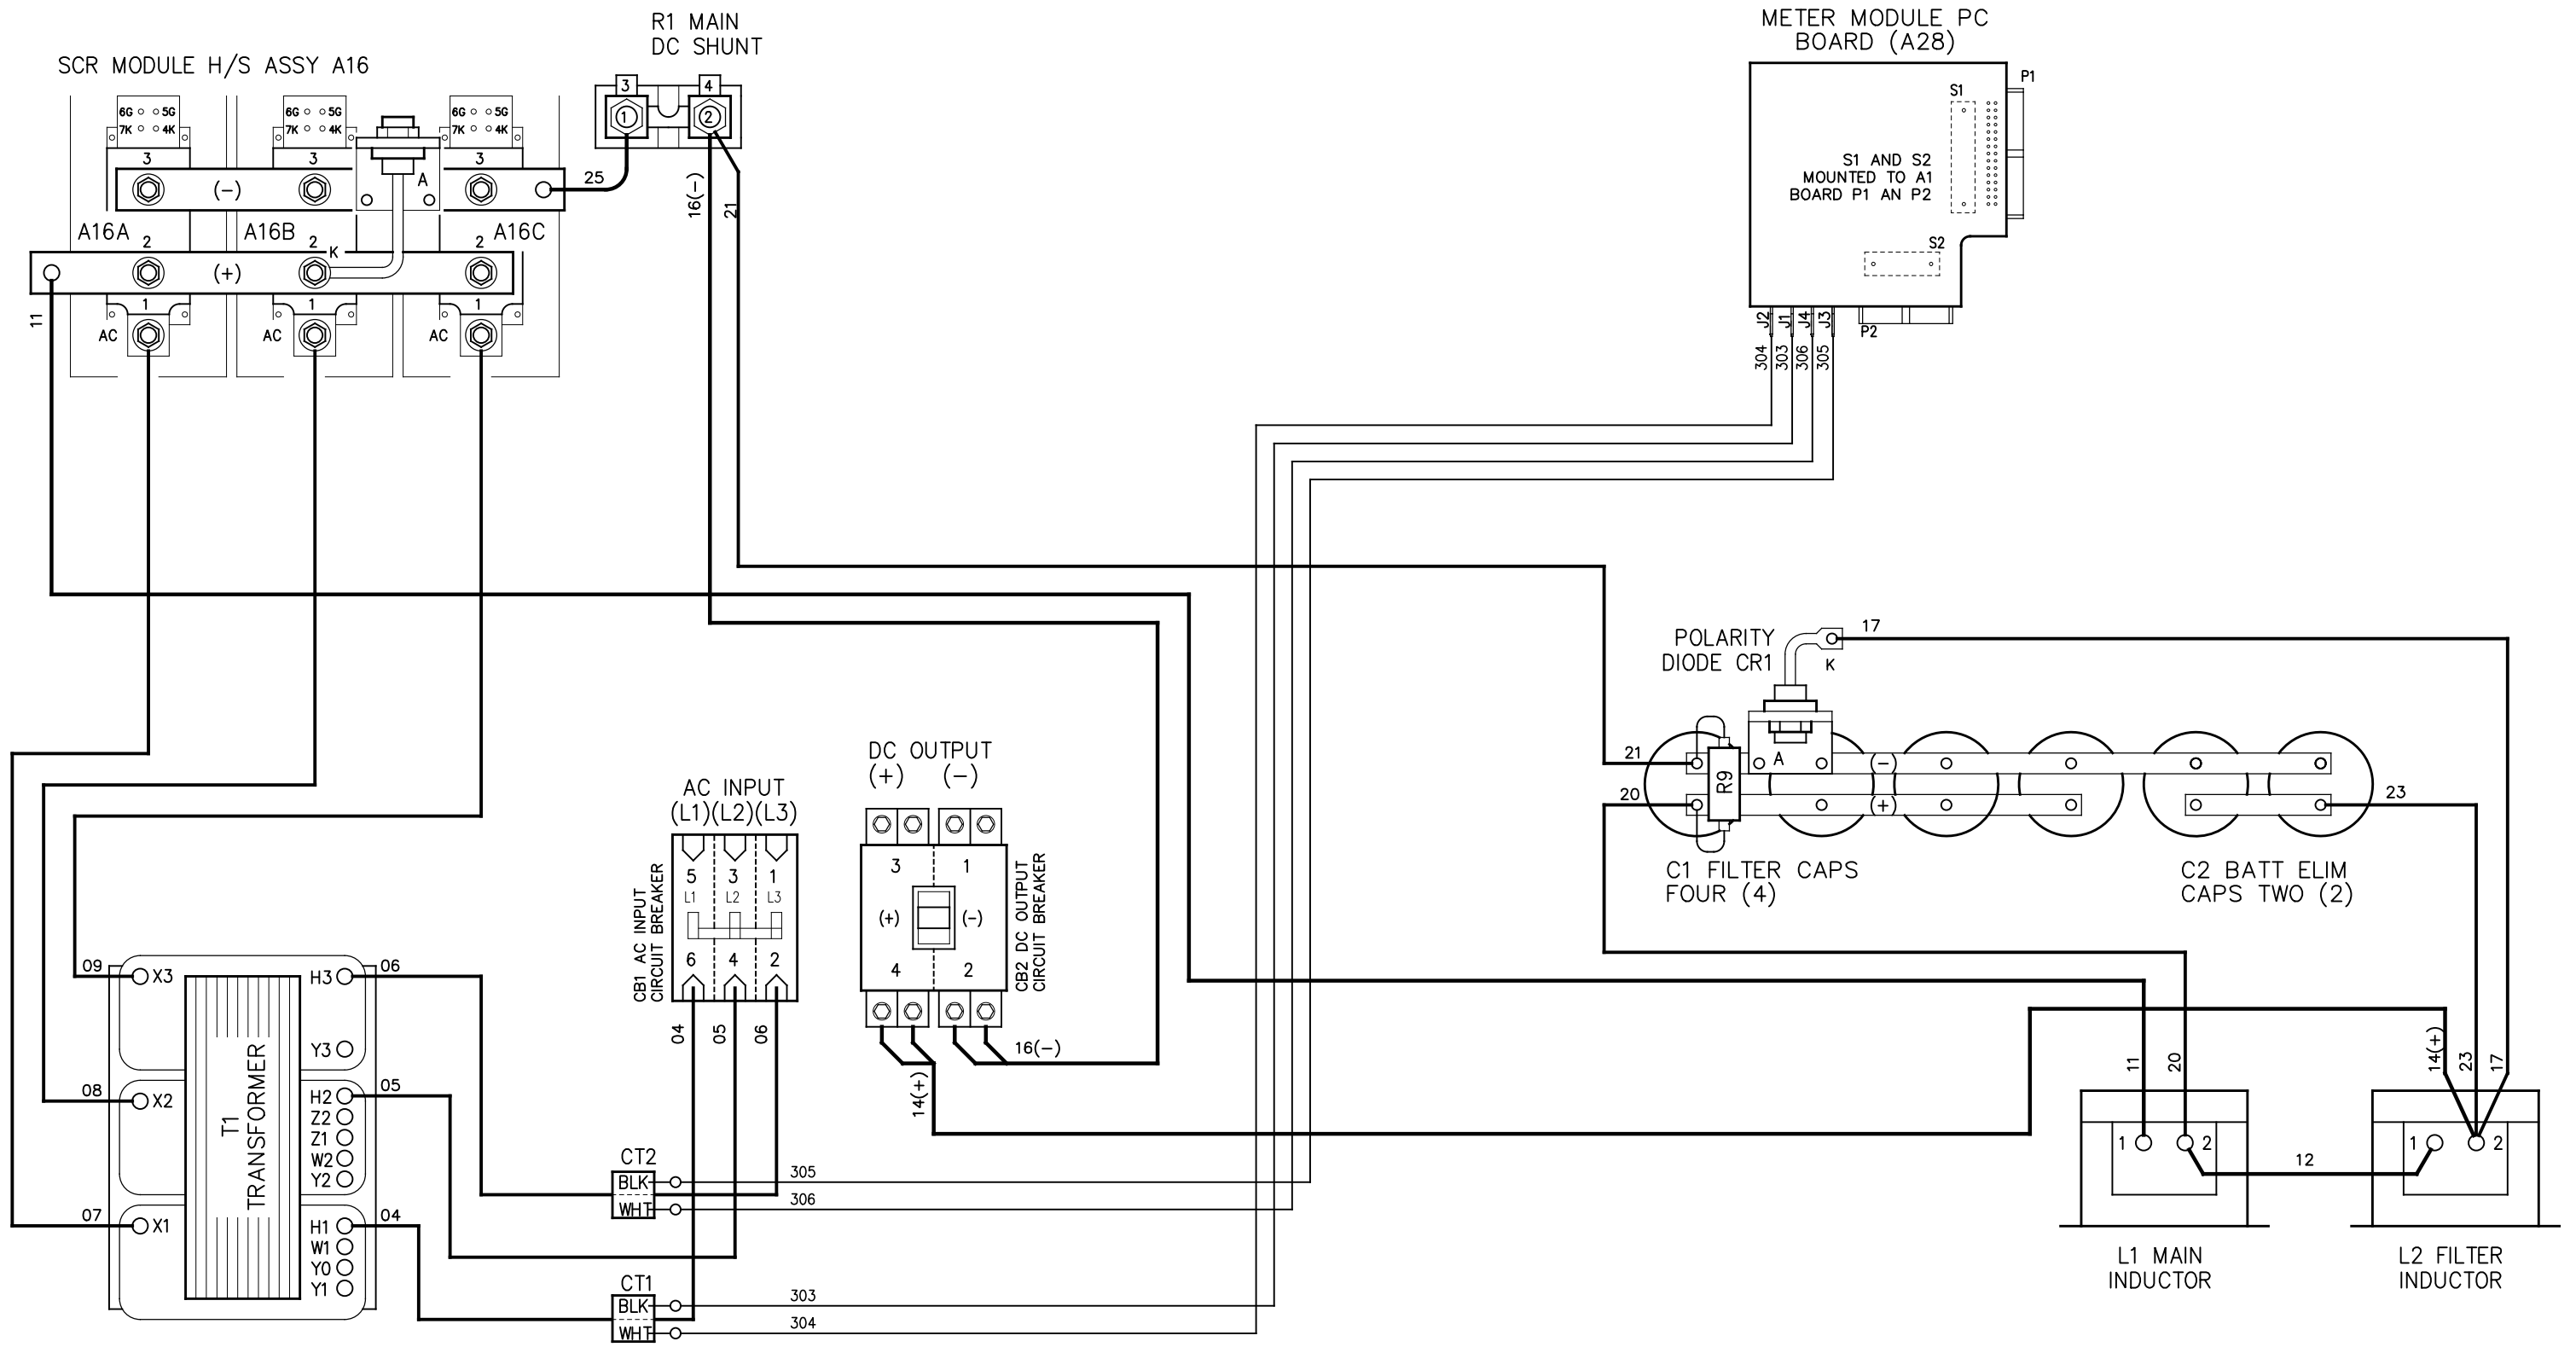 SCR MODULE H/S ASSY A16
6G 5G
7K 4K
6G 5G
7K 4K
6G 5G
7K 4K
3
3
3
(-)
A
A16A
A16B
A16C
2
2
2
K
(+)
1
1
1
AC
AC
AC
11
R1 MAIN
DC SHUNT
3
4
1
2
25
16(-)
21
METER MODULE PC
BOARD (A28)
P1
S1
S1 AND S2
MOUNTED TO A1
BOARD P1 AN P2
S2
P2
J2
J1
J4
J3
304
303
306
305
POLARITY
DIODE CR1
17
K
21
20
R9
A
(-)
(+)
23
C1 FILTER CAPS
FOUR (4)
C2 BATT ELIM
CAPS TWO (2)
AC INPUT
(L1)(L2)(L3)
5
3
1
L1
L2
L3
6
4
2
CB1 AC INPUT
CIRCUIT BREAKER
04
05
06
DC OUTPUT
(+)
(-)
3
1
(+)
(-)
4
2
CB2 DC OUTPUT
CIRCUIT BREAKER
16(-)
14(+)
09
X3
H3
06
Y3
08
X2
H2
05
Z2
Z1
W2
Y2
07
X1
H1
04
W1
Y0
Y1
T1
TRANSFORMER
CT2
BLK
WHT
305
306
CT1
BLK
WHT
303
304
11
20
14(+)
23
17
1
2
12
1
2
L1 MAIN
INDUCTOR
L2 FILTER
INDUCTOR